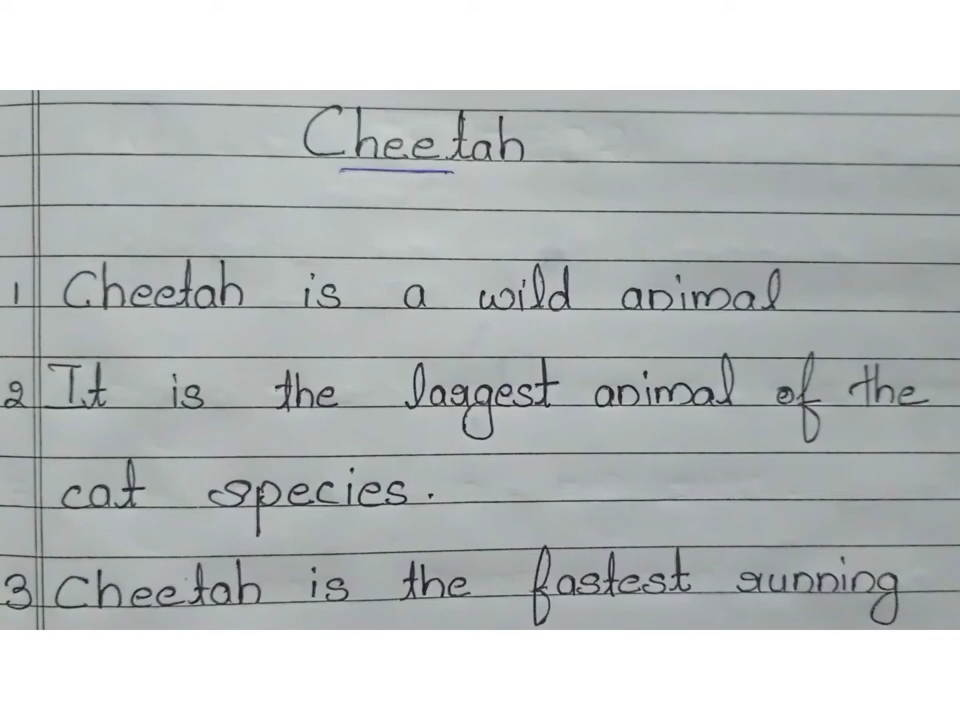 Cheetah
1 Cheetah is a wild animal
2 It is the laggest animal of the
cat species.
3 Cheetah is the fastest running